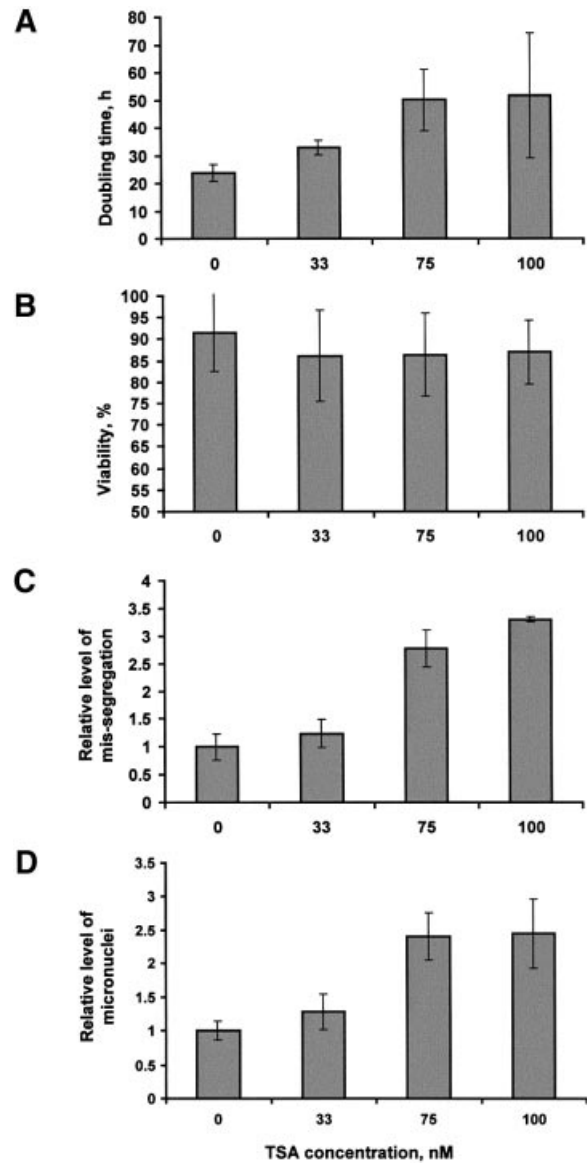 A
Doubling time, h
80
70
60
50
40
30
20
10
0
0 33 75 100
B
Viability, %
100
95
90
85
80
75
70
65
60
55
50
0 33 75 100
C
Relative level of
mis-segregation
4
3.5
3
2.5
2
1.5
1
0.5
0
0 33 75 100
D
Relative level of
micronuclei
3.5
3
2.5
2
1.5
1
0.5
0
0 33 75 100
TSA concentration, nM